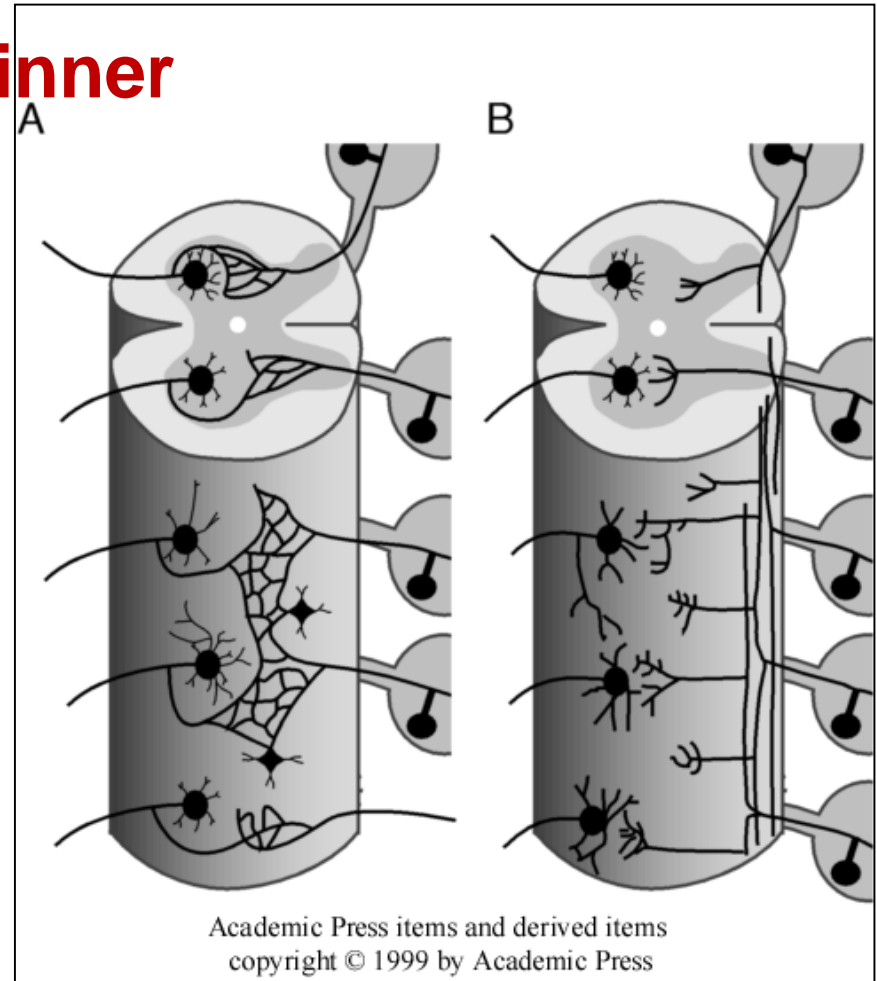 inner
A
B
Academic Press items and derived items
copyright © 1999 by Academic Press